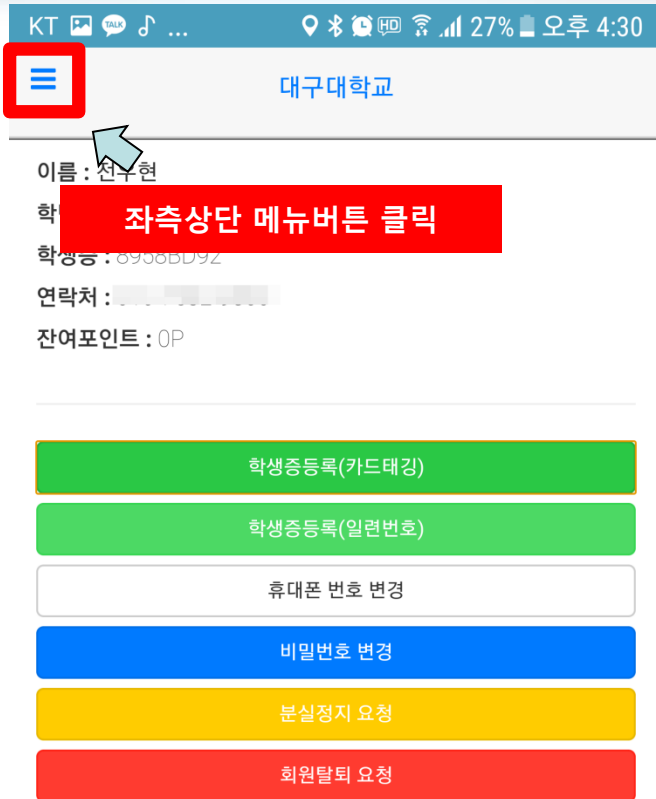 KT TALK ... HD 27% 오후 4:30
대구대학교
이름 :
좌측상단 메뉴버튼 클릭
학생증 : 8958BD92
연락처 :
잔여포인트 : 0P
학생증등록(카드태깅)
학생증등록(일련번호)
휴대폰 번호 변경
비밀번호 변경
분실정지 요청
회원탈퇴 요청